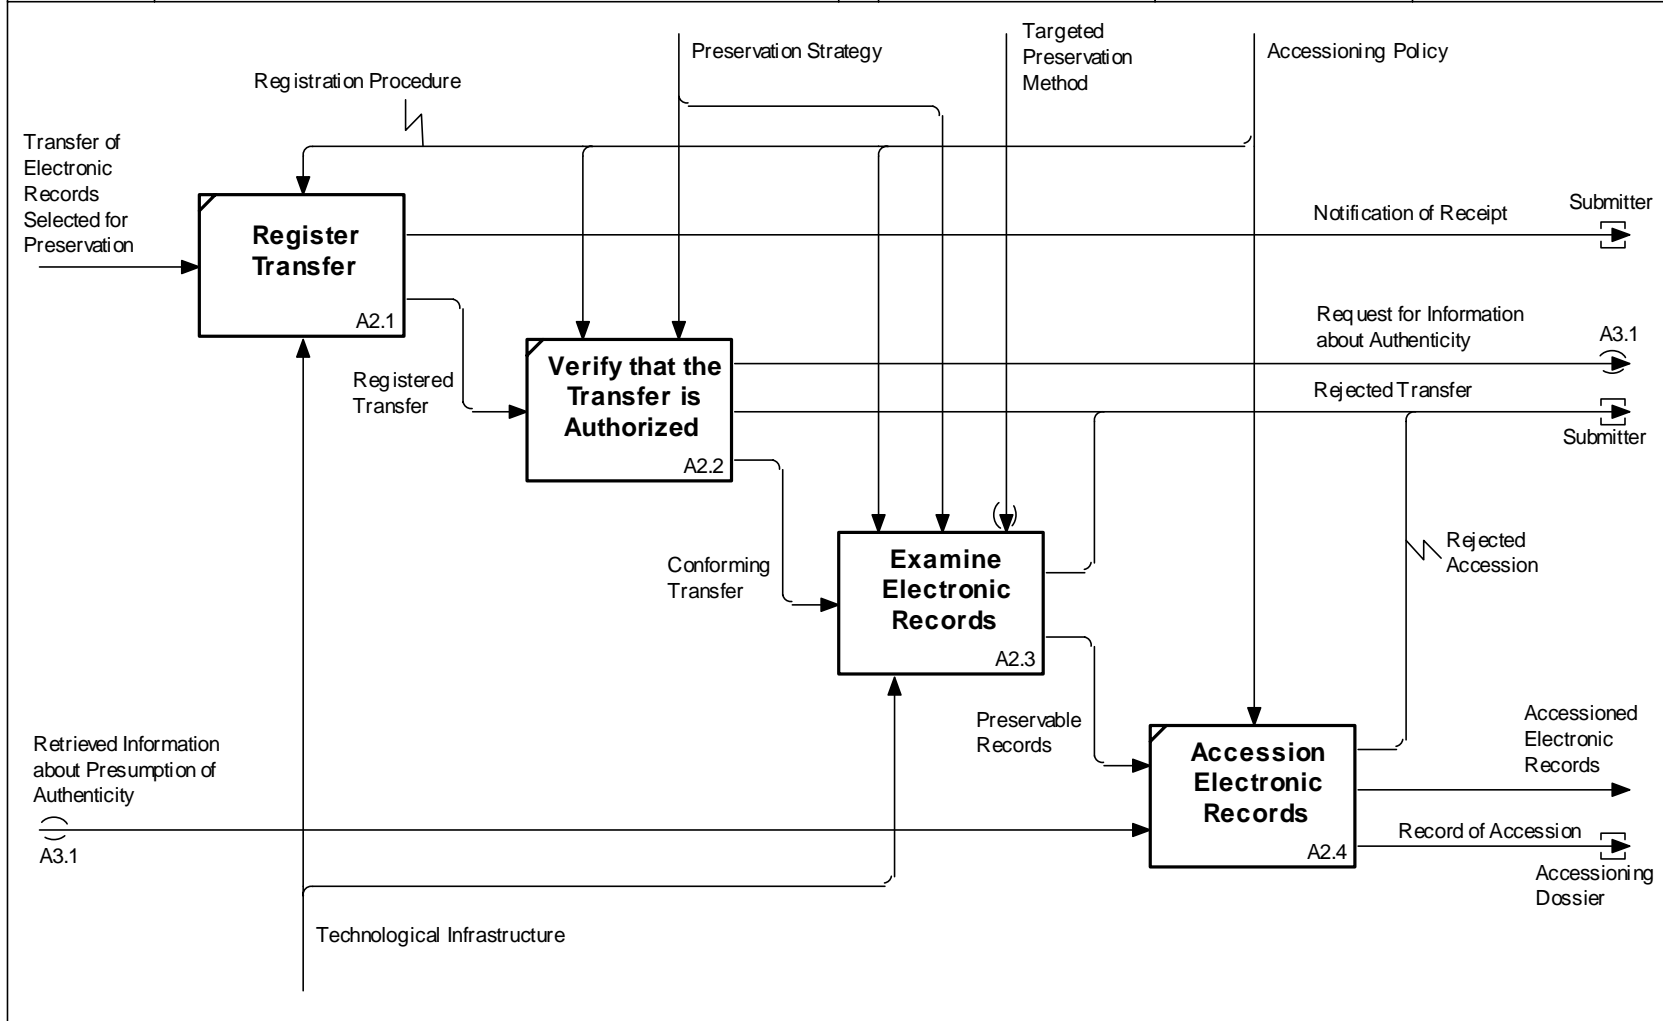 Preservation Strategy
Targeted
Preservation
Method
Accessioning Policy
Registration Procedure
Transfer of
Electronic
Records
Selected for
Preservation
Register
Transfer
A2.1
Notification of Receipt
Submitter
Request for Information
about Authenticity
A3.1
Registered
Transfer
Verify that the
Transfer is
Authorized
A2.2
Rejected Transfer
Submitter
Conforming
Transfer
Examine
Electronic
Records
A2.3
Rejected
Accession
Preservable
Records
Accession
Electronic
Records
A2.4
Accessioned
Electronic
Records
Retrieved Information
about Presumption of
Authenticity
A3.1
Record of Accession
Accessioning
Dossier
Technological Infrastructure